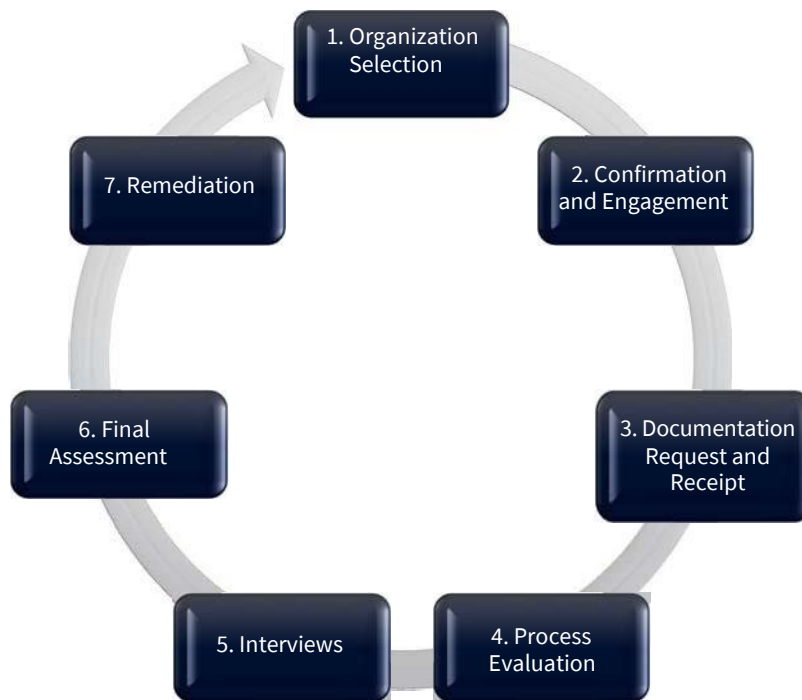 1. Organization
Selection
2. Confirmation
and Engagement
3. Documentation
Request and
Receipt
4. Process
Evaluation
5. Interviews
6. Final
Assessment
7. Remediation